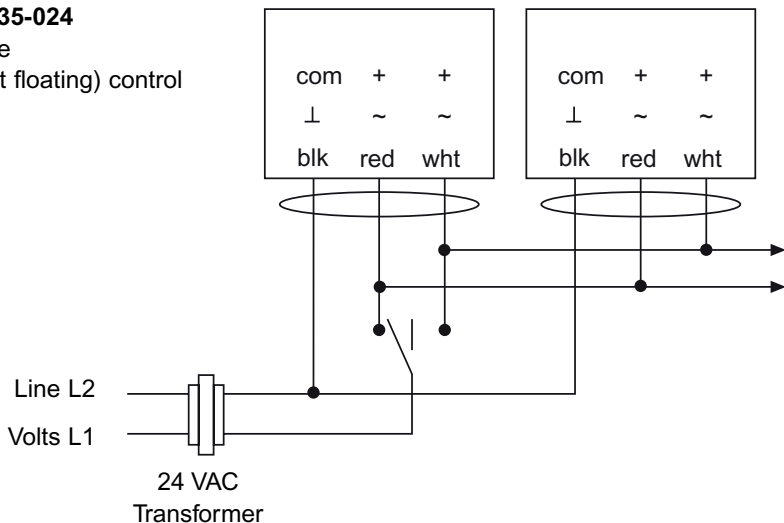 35-024
e
t floating) control
com + +
⊥ ~ ~
blk red wht
com + +
⊥ ~ ~
blk red wht
Line L2
Volts L1
24 VAC
Transformer